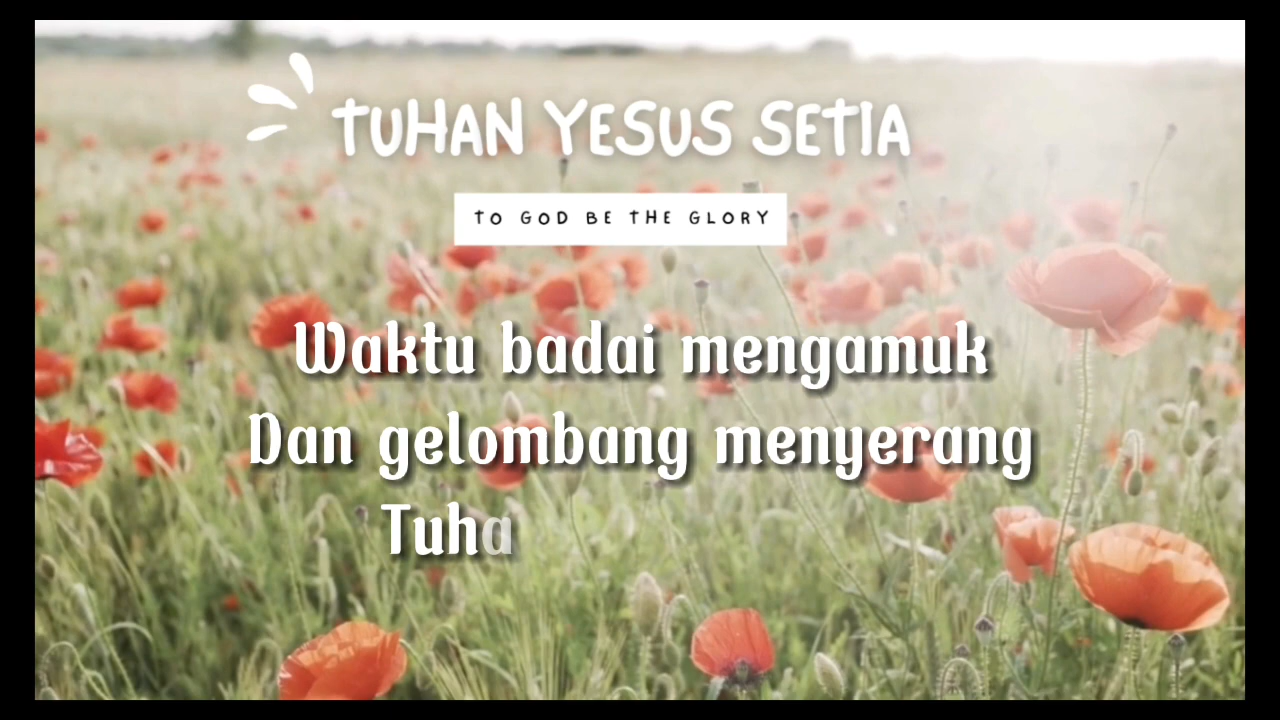 TUHAN YESUS SETIA
TO GOD BE THE GLORY
Waktu badai mengamuk
Dan gelombang menyerang
Tuha